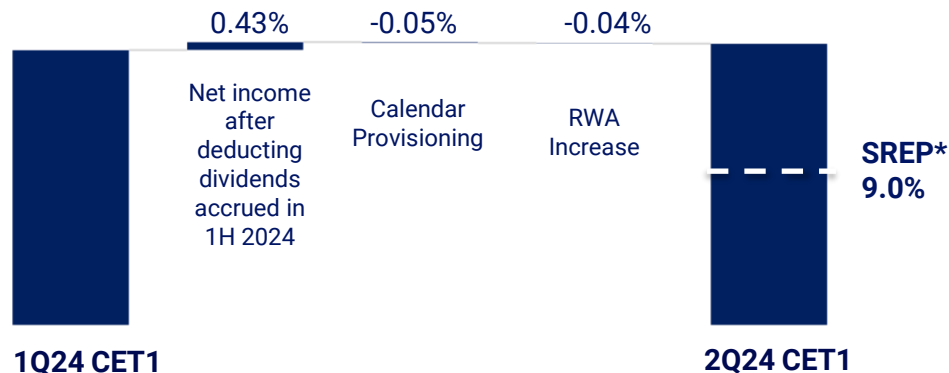 0.43%
-0.05%
-0.04%
Net income
after
deducting
dividends
accrued in
1H 2024
Calendar
Provisioning
RWA
Increase
SREP*
9.0%
1Q24 CET1
2Q24 CET1